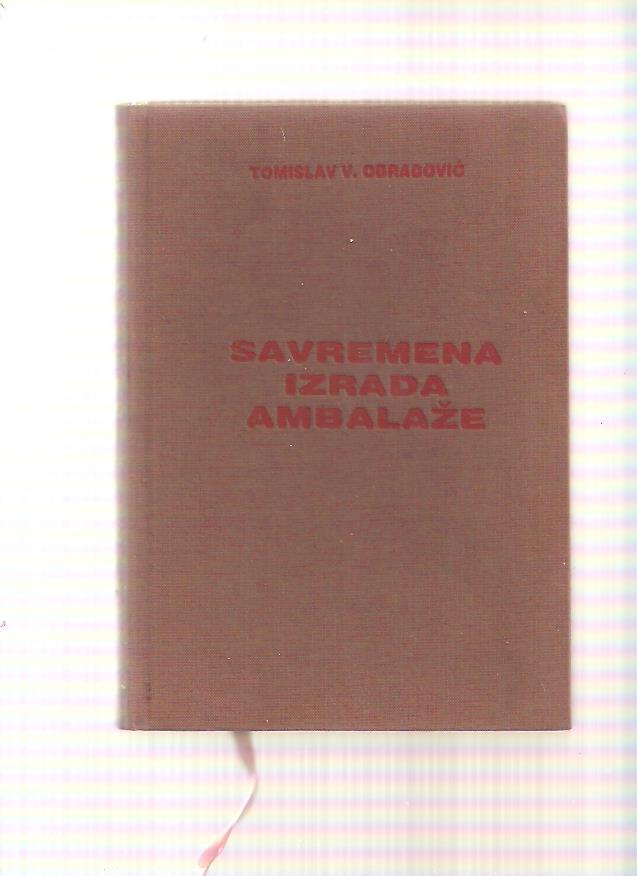 TOMISLAV V. OBRADOVIĆ
SAVREMENA
IZRADA
AMBALAŽE